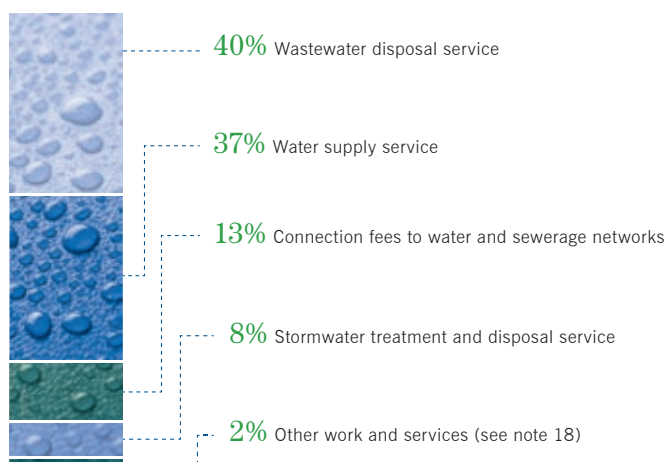 40% Wastewater disposal service
37% Water supply service
13% Connection fees to water and sewerage networks
8% Stormwater treatment and disposal service
2% Other work and services (see note 18)